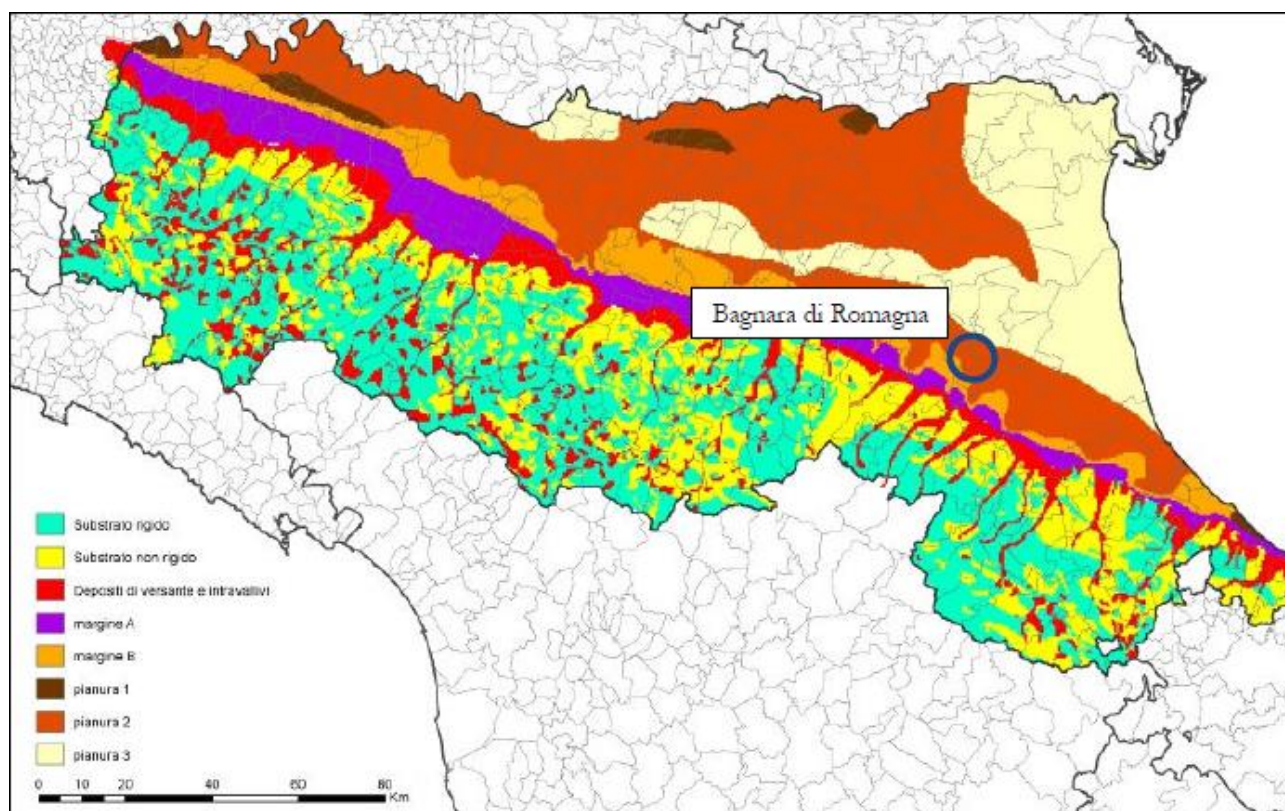 Bagnara di Romagna
Substrato rigido
Substrato non rigido
Depositi di versante e intravallivi
margine A
margine B
pianura 1
pianura 2
pianura 3
0 10 20 40 60 80
Km